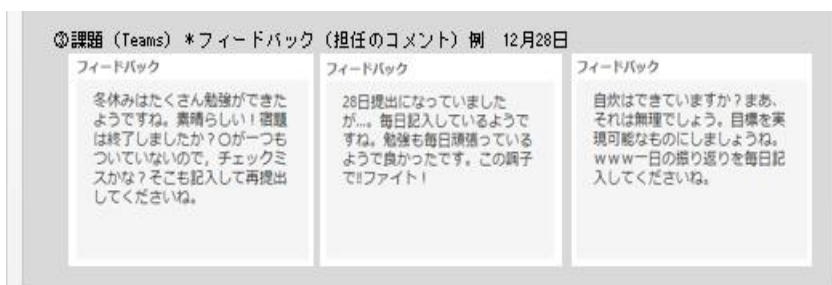 ③課題（Teams）＊フィードバック（担任のコメント）例　12月28日
フィードバック
冬休みはたくさん勉強ができた
ようですね。素晴らしい！宿題
は終了しましたか？〇が一つも
ついていないので，チェックミ
スかな？そこも記入して再提出
してくださいね。
フィードバック
28日提出になっていました
が...。毎日記入しているようで
すね。勉強も毎日頑張っている
ようで良かったです。この調子
で!!ファイト！
フィードバック
自炊はできていますか？まあ、
それは無理でしょう。目標を実
現可能なものにしましょうね。
www一日の振り返りを毎日記
入してくださいね。